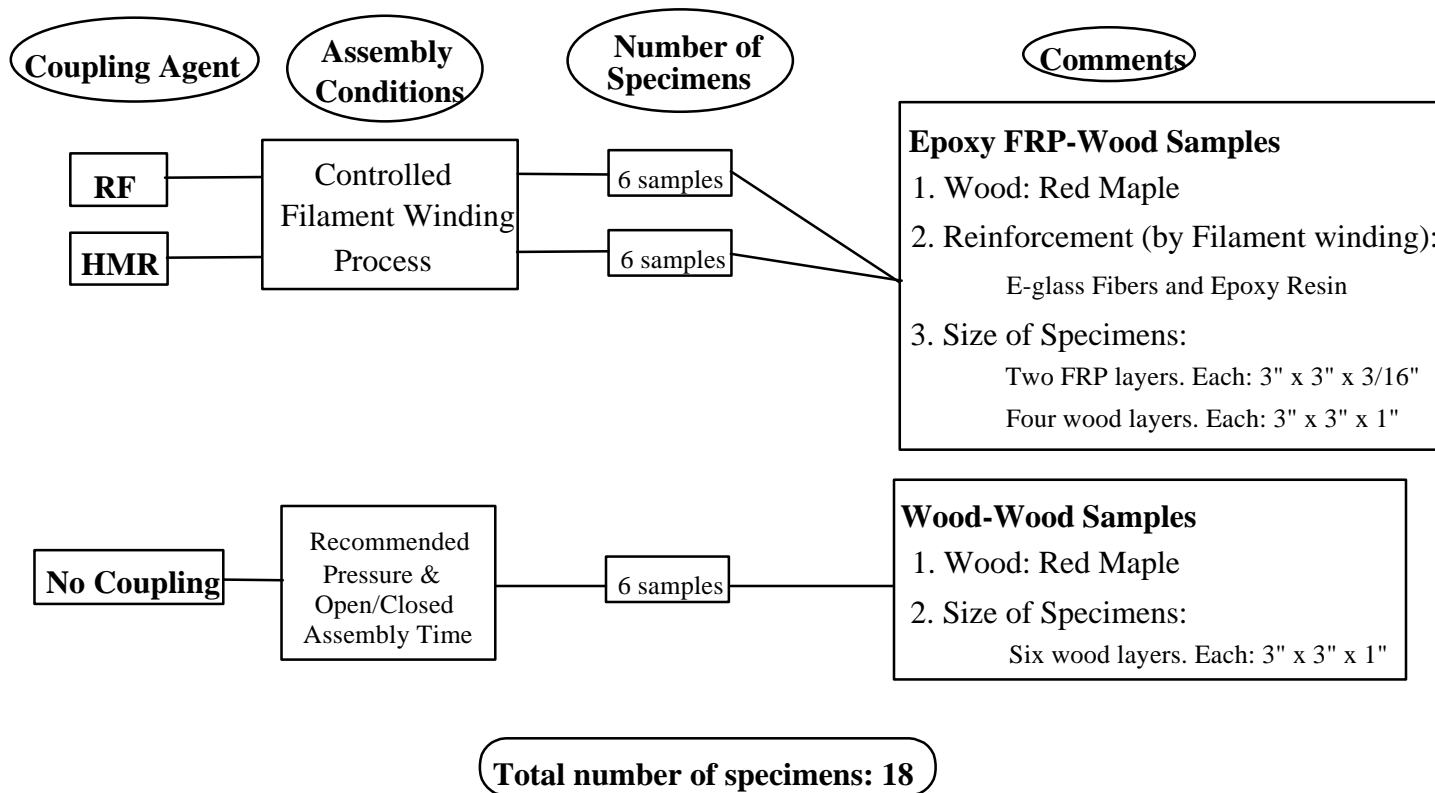 Coupling Agent
Assembly
Conditions
Number of
Specimens
Comments
RF
HMR
Controlled
Filament Winding
Process
6 samples
6 samples
Epoxy FRP-Wood Samples
1. Wood: Red Maple
2. Reinforcement (by Filament winding):
E-glass Fibers and Epoxy Resin
3. Size of Specimens:
Two FRP layers. Each: 3" x 3" x 3/16"
Four wood layers. Each: 3" x 3" x 1"
No Coupling
Recommended
Pressure &
Open/Closed
Assembly Time
6 samples
Wood-Wood Samples
1. Wood: Red Maple
2. Size of Specimens:
Six wood layers. Each: 3" x 3" x 1"
Total number of specimens: 18